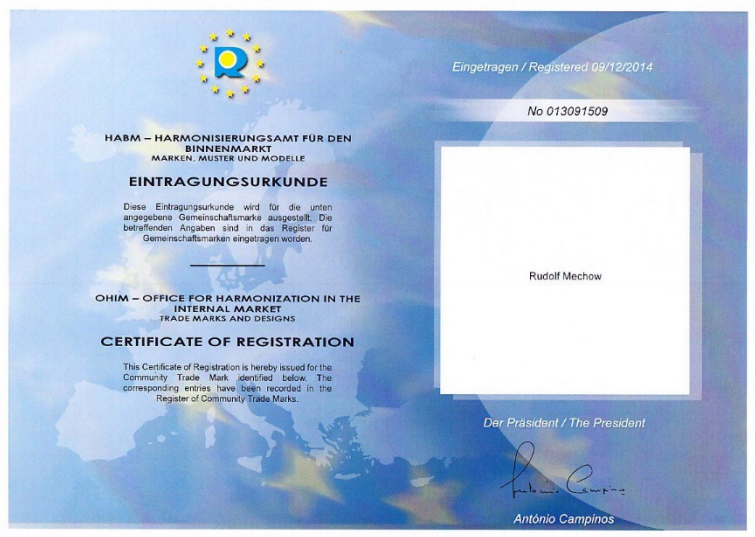 HABM – HARMONISIERUNGSAMT FÜR DEN
BINNENMARKT
MARKEN, MUSTER UND MODELLE
EINTRAGUNGSURKUNDE
Diese Eintragungsurkunde wird für die unten
angegebene Gemeinschaftsmarke ausgestellt. Die
betreffenden Angaben sind in das Register für
Gemeinschaftsmarken eingetragen worden.
OHIM – OFFICE FOR HARMONIZATION IN THE
INTERNAL MARKET
TRADE MARKS AND DESIGNS
CERTIFICATE OF REGISTRATION
This Certificate of Registration is hereby issued for the
Community Trade Mark identified below. The
corresponding entries have been recorded in the
Register of Community Trade Marks.
Eingetragen / Registered 09/12/2014
No 013091509
Rudolf Mechow
Der Präsident / The President
António Campinos
António Campinos